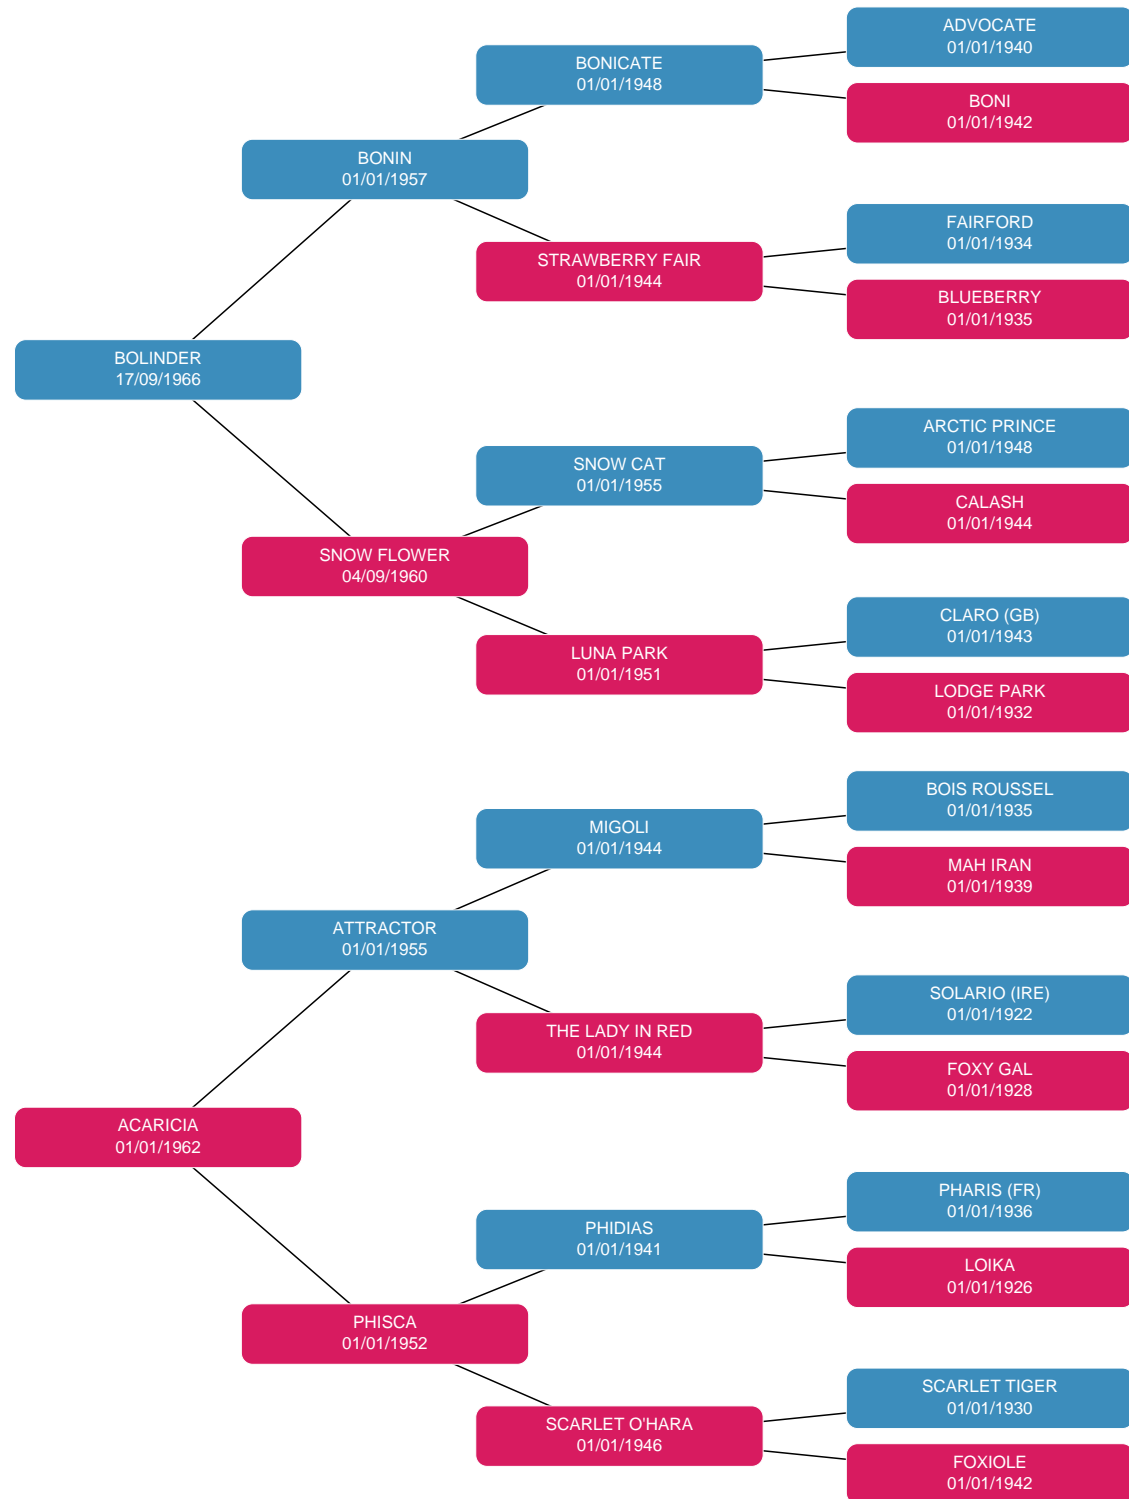 ADVOCATE
01/01/1940
BONICATE
01/01/1948
BONI
01/01/1942
BONIN
01/01/1957
FAIRFORD
01/01/1934
STRAWBERRY FAIR
01/01/1944
BLUEBERRY
01/01/1935
BOLINDER
17/09/1966
ARCTIC PRINCE
01/01/1948
SNOW CAT
01/01/1955
CALASH
01/01/1944
SNOW FLOWER
04/09/1960
CLARO (GB)
01/01/1943
LUNA PARK
01/01/1951
LODGE PARK
01/01/1932
BOIS ROUSSEL
01/01/1935
MIGOLI
01/01/1944
MAH IRAN
01/01/1939
ATTRACTOR
01/01/1955
SOLARIO (IRE)
01/01/1922
THE LADY IN RED
01/01/1944
FOXY GAL
01/01/1928
ACARICIA
01/01/1962
PHARIS (FR)
01/01/1936
PHIDIAS
01/01/1941
LOIKA
01/01/1926
PHISCA
01/01/1952
SCARLET TIGER
01/01/1930
SCARLET O'HARA
01/01/1946
FOXIOLE
01/01/1942